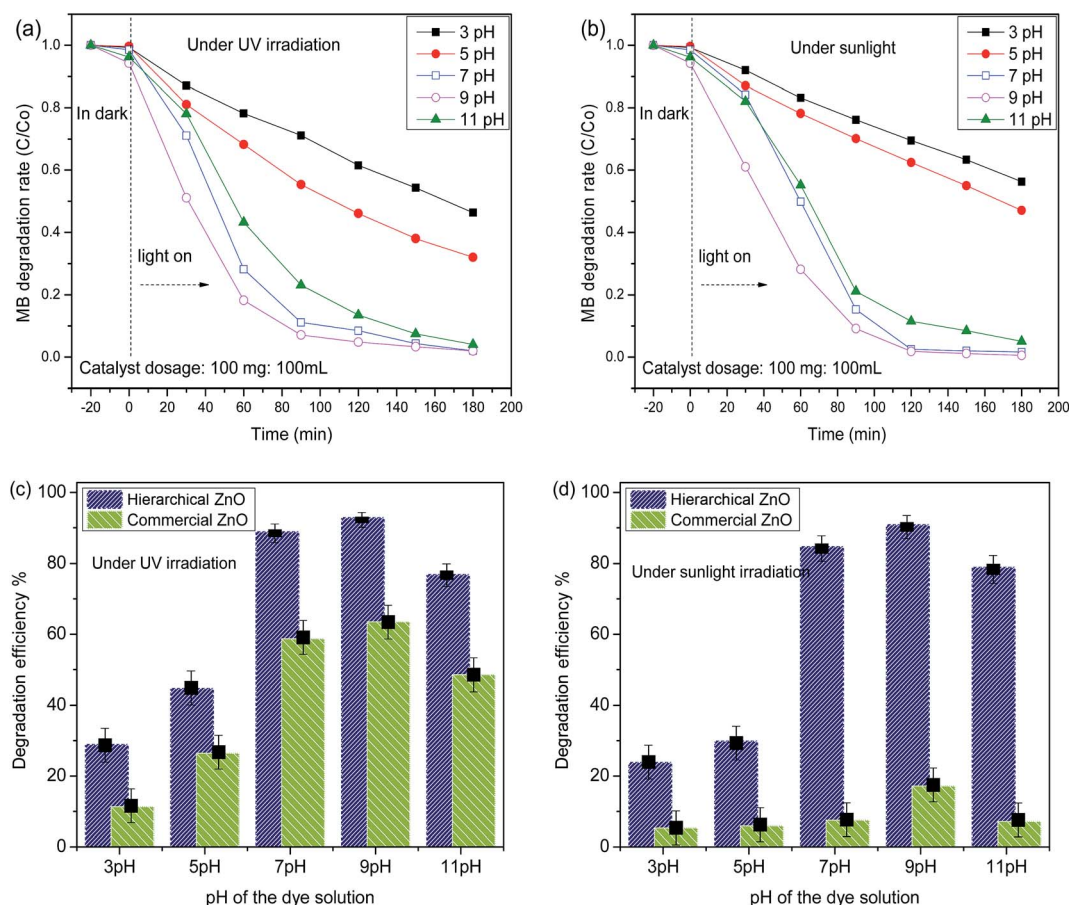 (a)
Under UV irradiation
3 pH
5 pH
7 pH
9 pH
11 pH
In dark
light on
Catalyst dosage: 100 mg: 100mL
MB degradation rate (C/Co)
1.0
0.8
0.6
0.4
0.2
0.0
-20 0 20 40 60 80 100 120 140 160 180 200
Time (min)
(b)
Under sunlight
3 pH
5 pH
7 pH
9 pH
11 pH
In dark
light on
Catalyst dosage: 100 mg: 100mL
MB degradation rate (C/Co)
1.0
0.8
0.6
0.4
0.2
0.0
-20 0 20 40 60 80 100 120 140 160 180 200
Time (min)
(c)
Hierarchical ZnO
Commercial ZnO
Under UV irradiation
Degradation efficiency %
100
80
60
40
20
0
3pH 5pH 7pH 9pH 11pH
pH of the dye solution
(d)
Hierarchical ZnO
Commercial ZnO
Under sunlight irradiation
Degradation efficiency %
100
80
60
40
20
0
3pH 5pH 7pH 9pH 11pH
pH of the dye solution